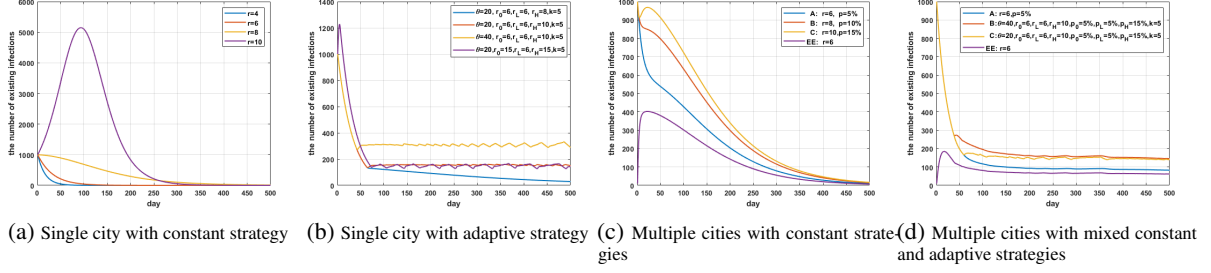 6000
5000
4000
3000
2000
1000
0
the number of existing infections
0 50 100 150 200 250 300 350 400 450 500
day
r=4
r=6
r=8
r=10
(a) Single city with constant strategy
1400
1200
1000
800
600
400
200
0
the number of existing infections
0 50 100 150 200 250 300 350 400 450 500
day
θ=20, r0=6,rL=6,rH=8,k=5
θ=20, r0=6,rL=6,rH=10,k=5
θ=40, r0=6,rL=6,rH=10,k=5
θ=20,r0=15,rL=6,rH=15,k=5
(b) Single city with adaptive strategy
1000
900
800
700
600
500
400
300
200
100
0
the number of existing infections
0 50 100 150 200 250 300 350 400 450 500
day
A: r=6, p=5%
B: r=8, p=10%
C: r=10,p=15%
EE: r=6
(c) Multiple cities with constant strate-
gies
1000
900
800
700
600
500
400
300
200
100
0
the number of existing infections
0 50 100 150 200 250 300 350 400 450 500
day
A: r=6,p=5%
B:θ=40,r0=6,rL=6,rH=10,p0=5%,pL=5%,pH=15%,k=5
C:θ=20,r0=6,rL=6,rH=10,p0=5%,pL=5%,pH=15%,k=5
EE: r=6
(d) Multiple cities with mixed constant
and adaptive strategies